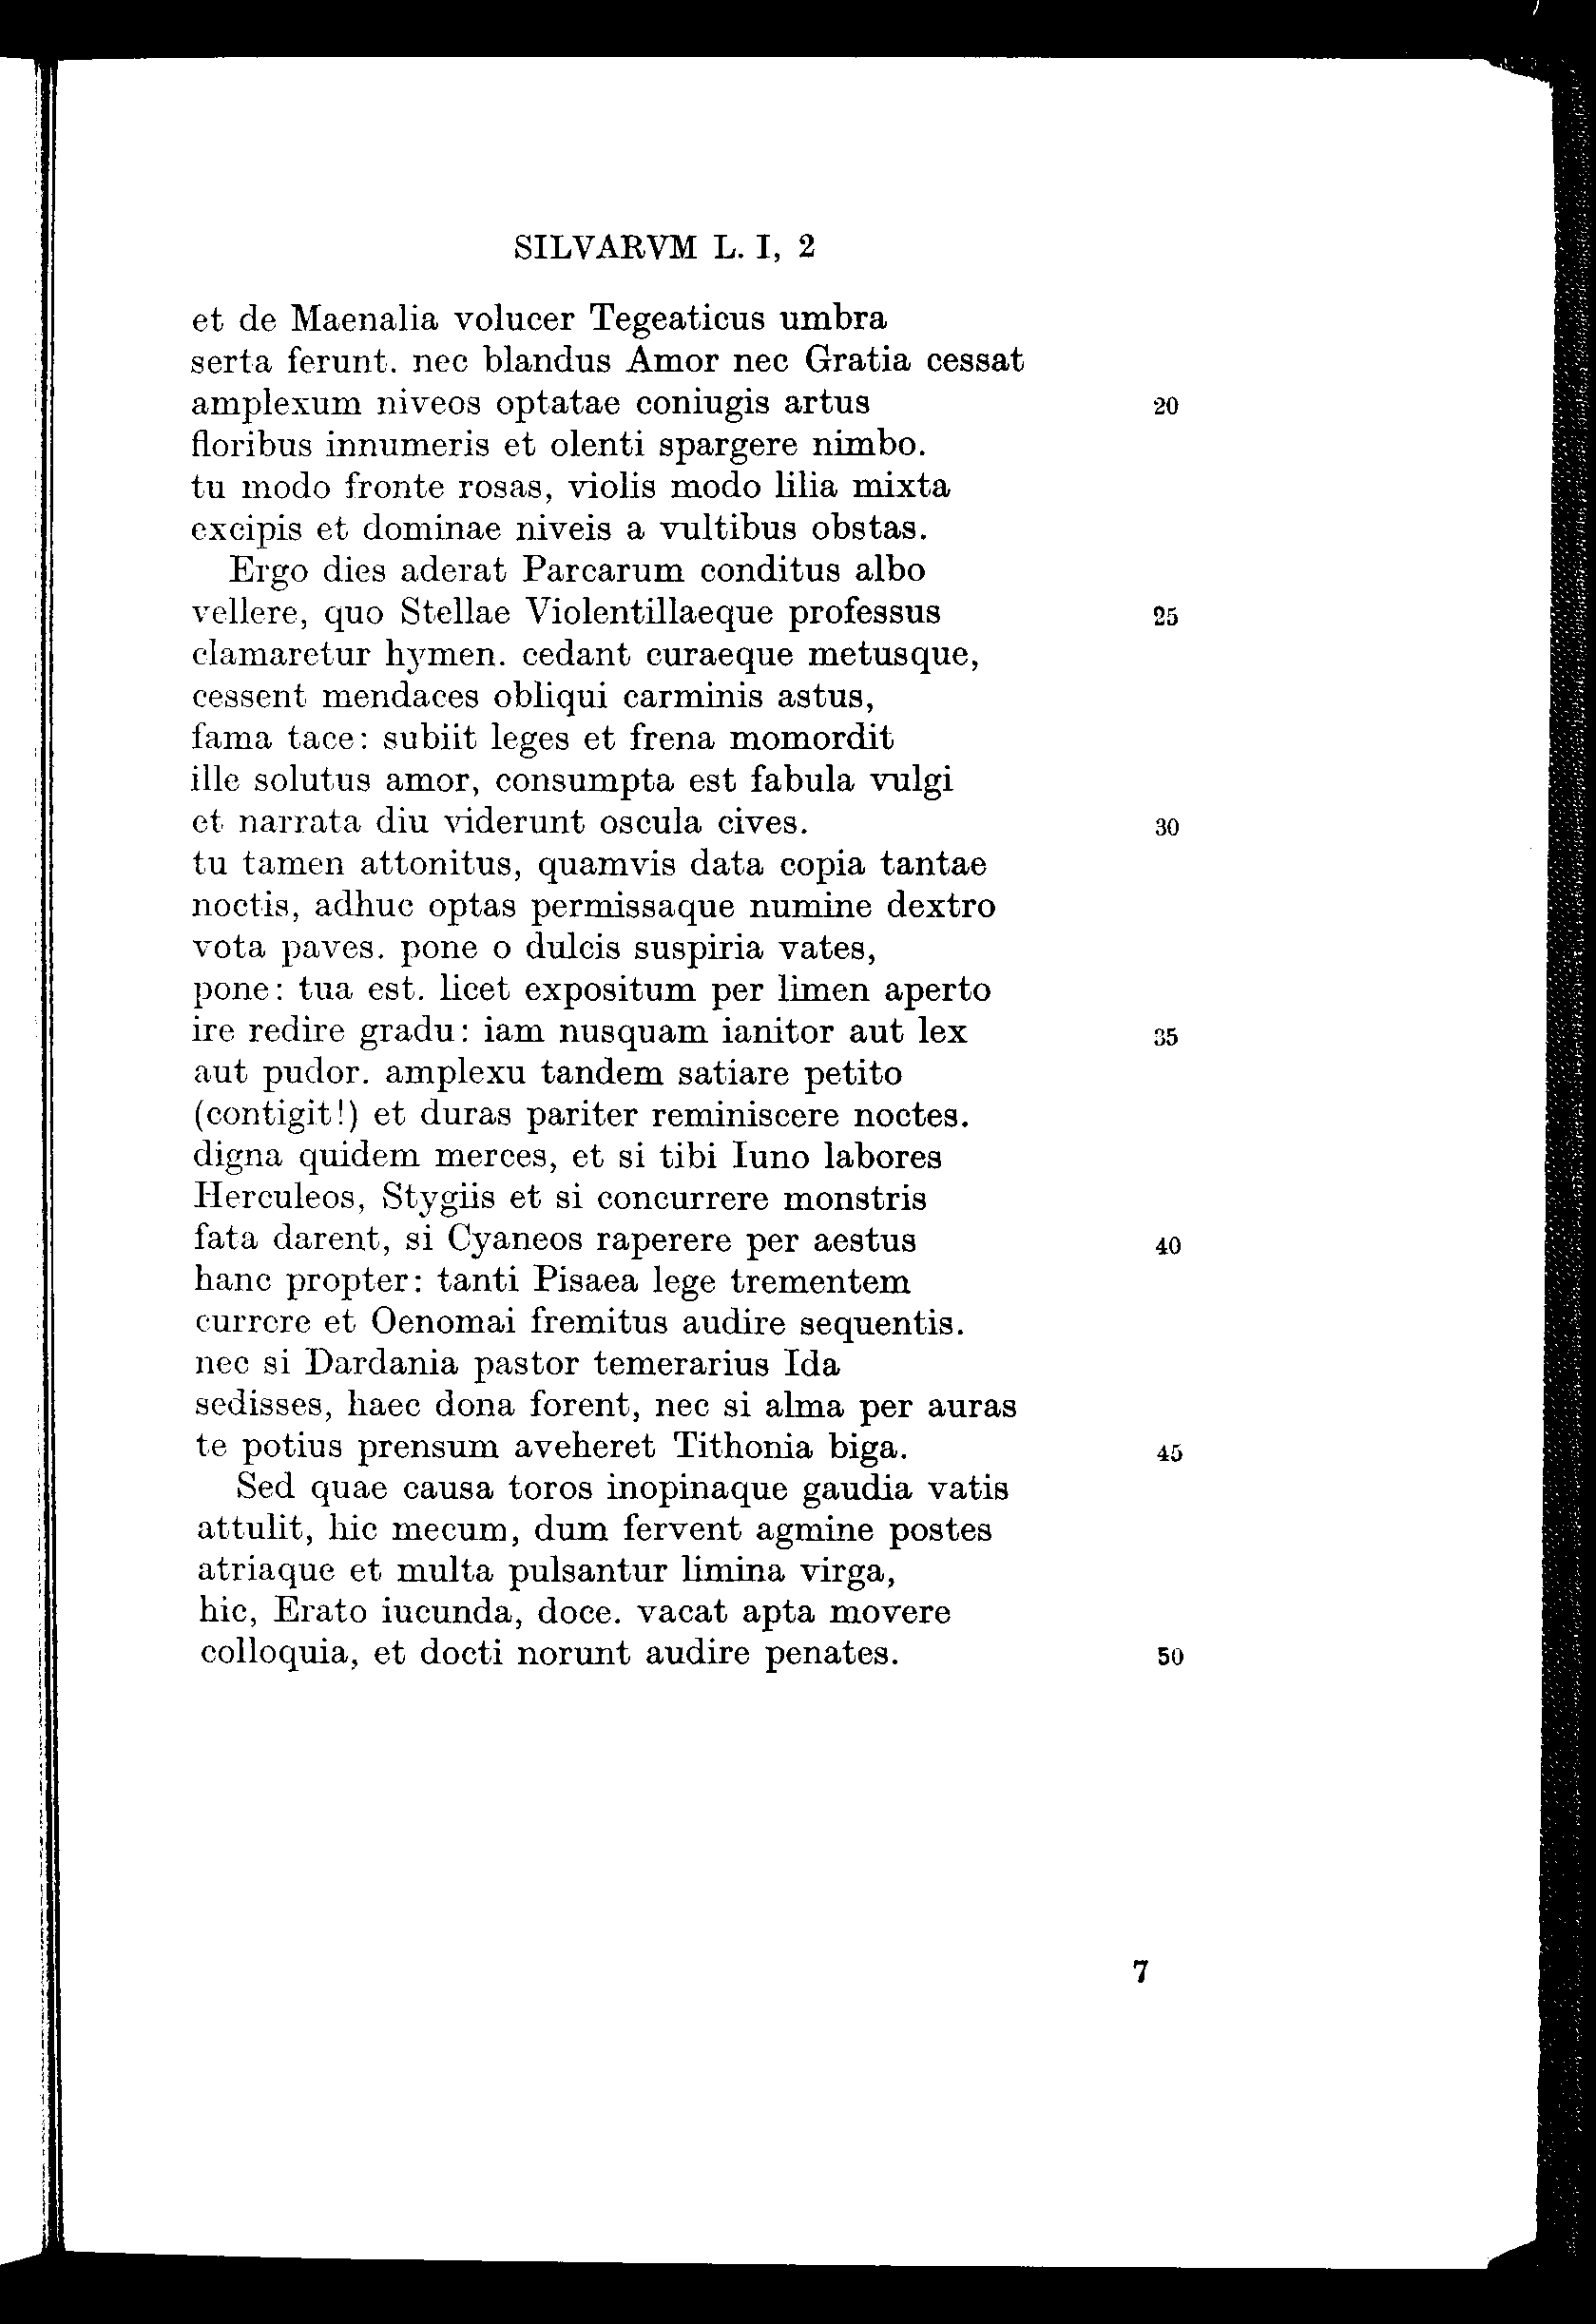 SILVARVM L. I, 2
et de Maenalia volucer Tegeaticus umbra
serta ferunt. nec blandus Amor nec Gratia cessat
amplexum niveos optatae coniugis artus 20
floribus innumeris et olenti spargere nimbo.
tu modo fronte rosas, violis modo lilia mixta
excipis et dominae niveis a vultibus obstas.
Ergo dies aderat Parcarum conditus albo
vellere, quo Stellae Violentillaeque professus 25
clamaretur hymen. cedant curaeque metusque,
cessent mendaces obliqui carminis astus,
fama tace: subiit leges et frena momordit
ille solutus amor, consumpta est fabula vulgi
et narrata diu viderunt oscula cives. 30
tu tamen attonitus, quamvis data copia tantae
noctis, adhuc optas permissaque numine dextro
vota paves. pone o dulcis suspiria vates,
pone: tua est. licet expositum per limen aperto
ire redire gradu: iam nusquam ianitor aut lex 35
aut pudor. amplexu tandem satiare petito
(contigit!) et duras pariter reminiscere noctes.
digna quidem merces, et si tibi Iuno labores
Herculeos, Stygiis et si concurrere monstris
fata darent, si Cyaneos raperere per aestus 40
hanc propter: tanti Pisaea lege trementem
currere et Oenomai fremitus audire sequentis.
nec si Dardania pastor temerarius Ida
sedisses, haec dona forent, nec si alma per auras
te potius prensum aveheret Tithonia biga. 45
Sed quae causa toros inopinaque gaudia vatis
attulit, hic mecum, dum fervent agmine postes
atriaque et multa pulsantur limina virga,
hic, Erato iucunda, doce. vacat apta movere
colloquia, et docti norunt audire penates. 50
7